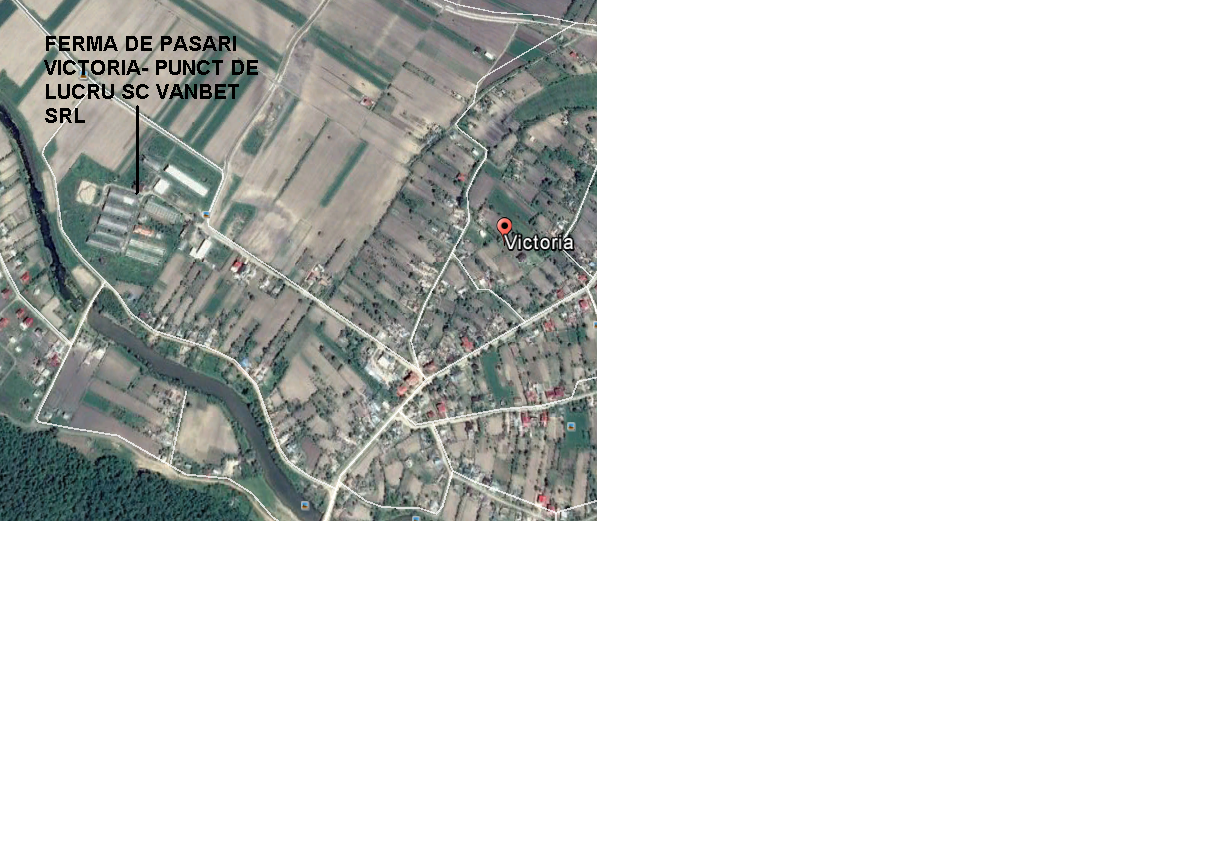 FERMA DE PASARI
VICTORIA- PUNCT DE
LUCRU SC VANBET
SRL
Victoria